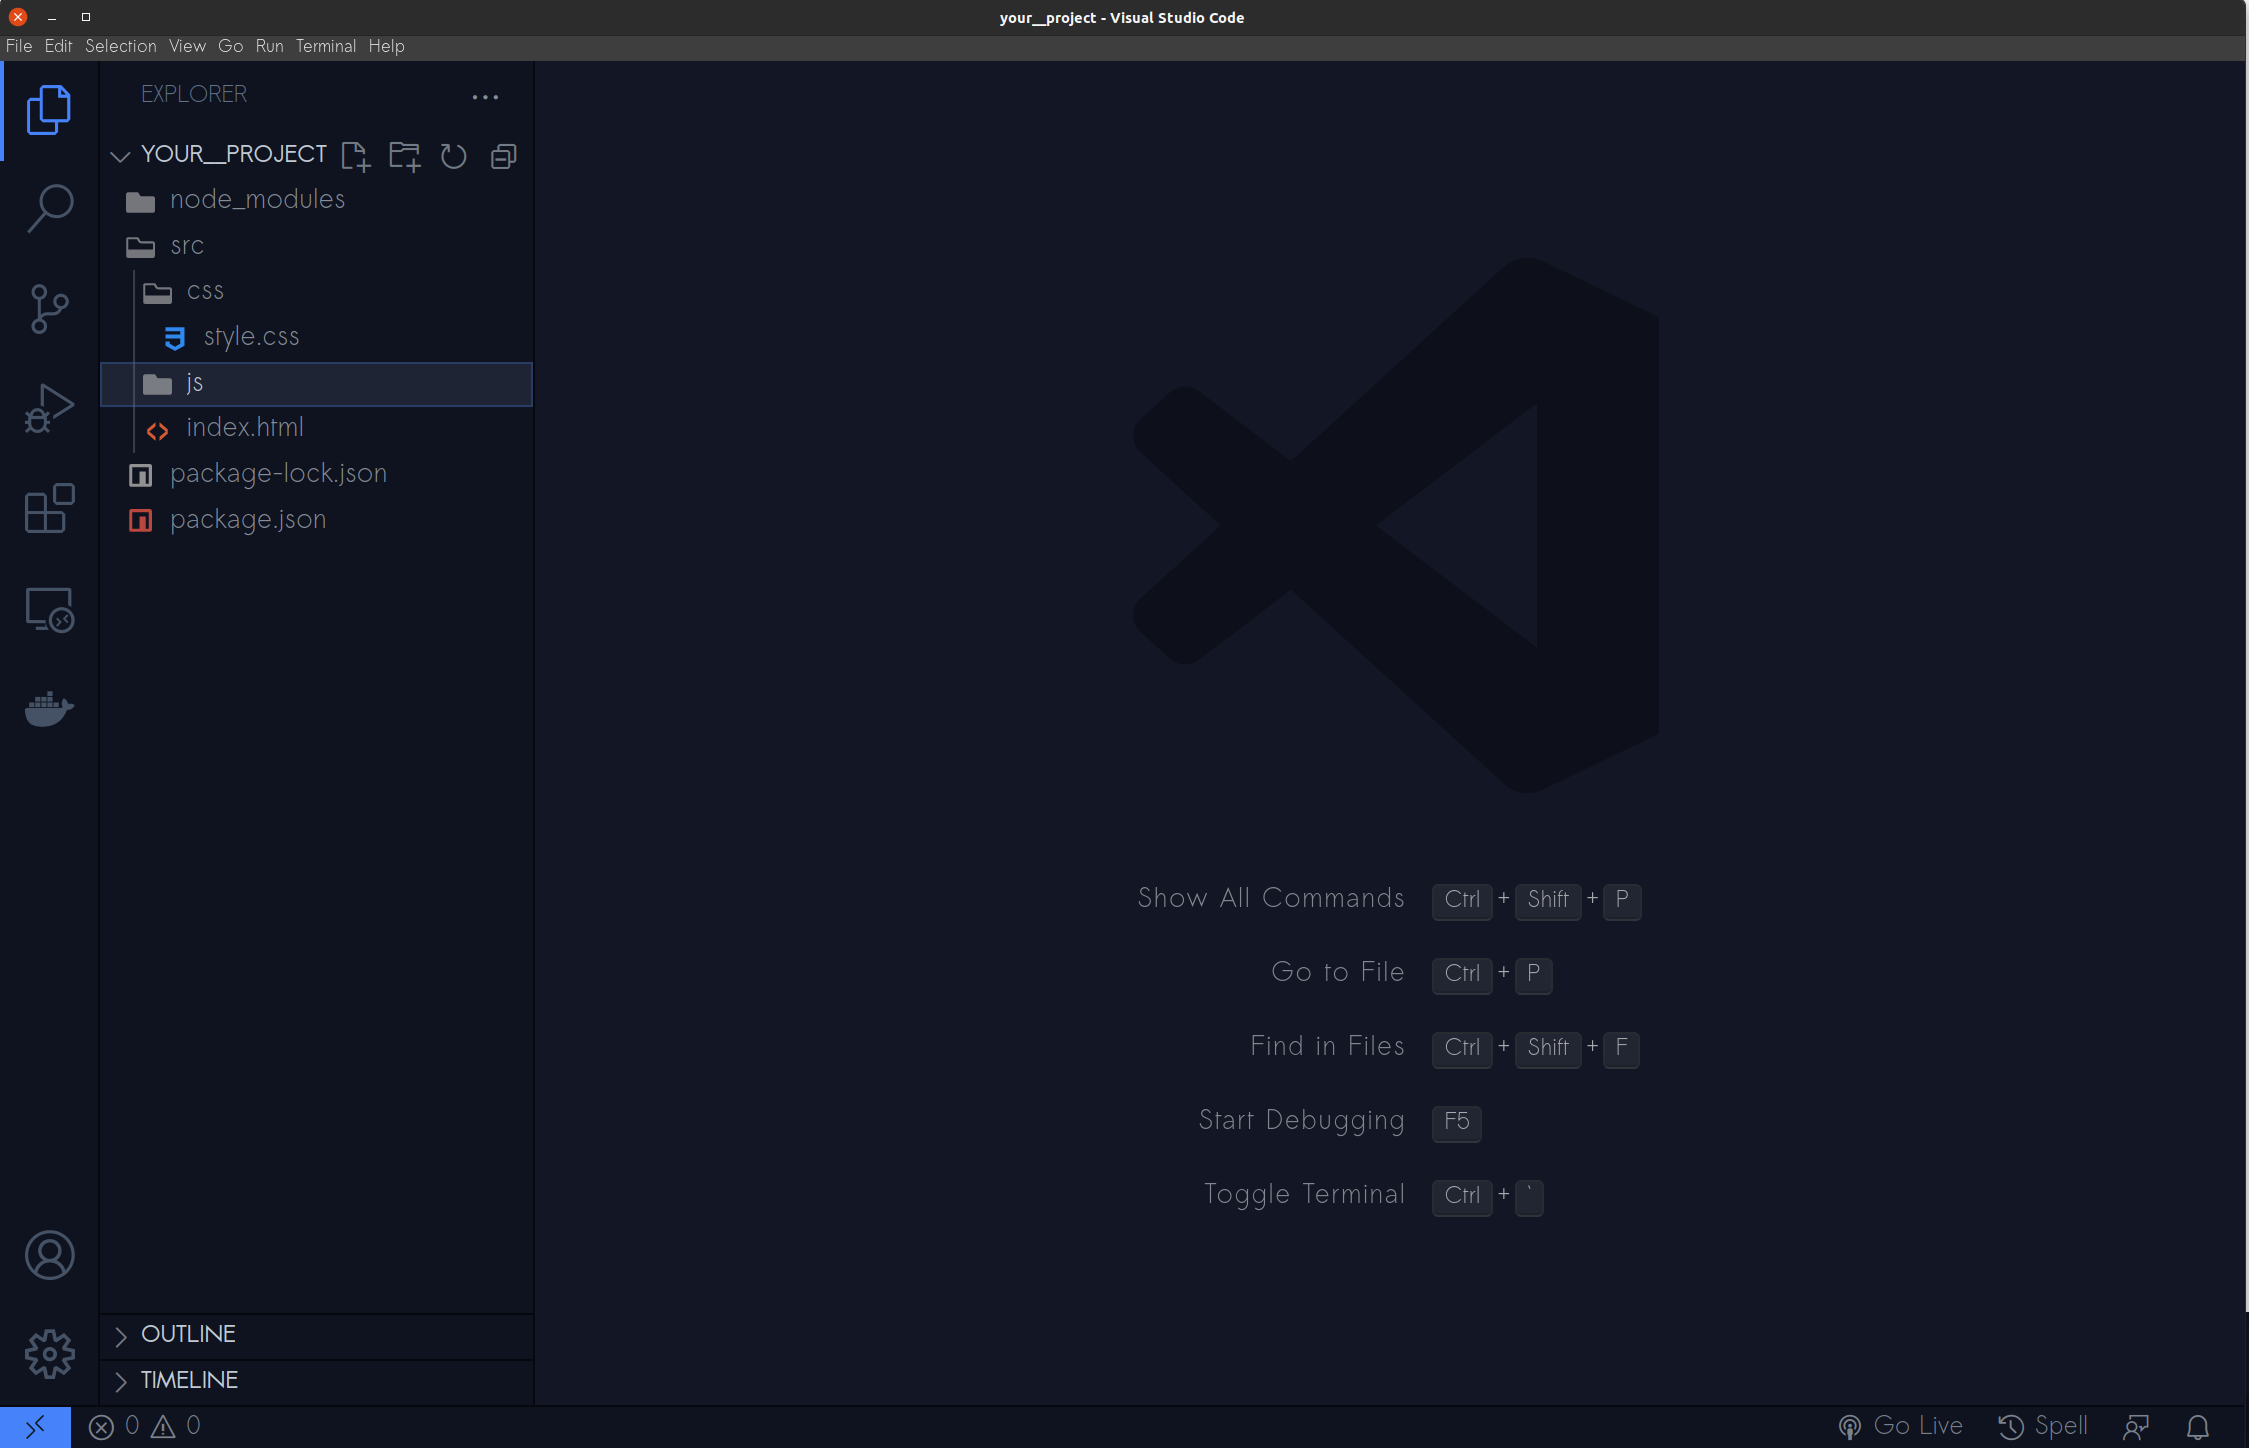 your__project - Visual Studio Code
File Edit Selection View Go Run Terminal Help
EXPLORER
YOUR__PROJECT
node_modules
src
css
style.css
js
index.html
package-lock.json
package.json
Show All Commands Ctrl + Shift + P
Go to File Ctrl + P
Find in Files Ctrl + Shift + F
Start Debugging F5
Toggle Terminal Ctrl + `
OUTLINE
TIMELINE
0 0 Go Live Spell